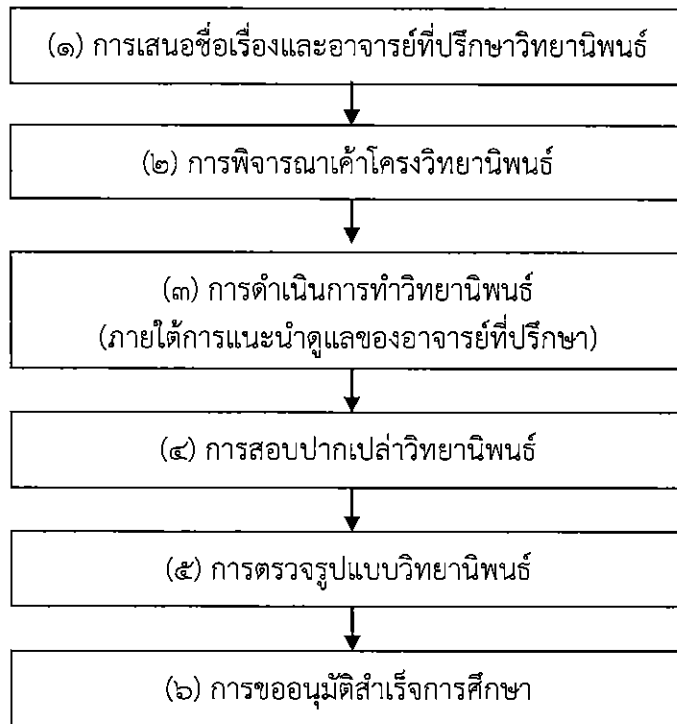 (๑) การเสนอชื่อเรื่องและอาจารย์ที่ปรึกษาวิทยานิพนธ์
(๒) การพิจารณาเค้าโครงวิทยานิพนธ์
(๓) การดำเนินการทำวิทยานิพนธ์
(ภายใต้การแนะนำดูแลของอาจารย์ที่ปรึกษา)
(๔) การสอบปากเปล่าวิทยานิพนธ์
(๕) การตรวจรูปแบบวิทยานิพนธ์
(๖) การขออนุมัติสำเร็จการศึกษา